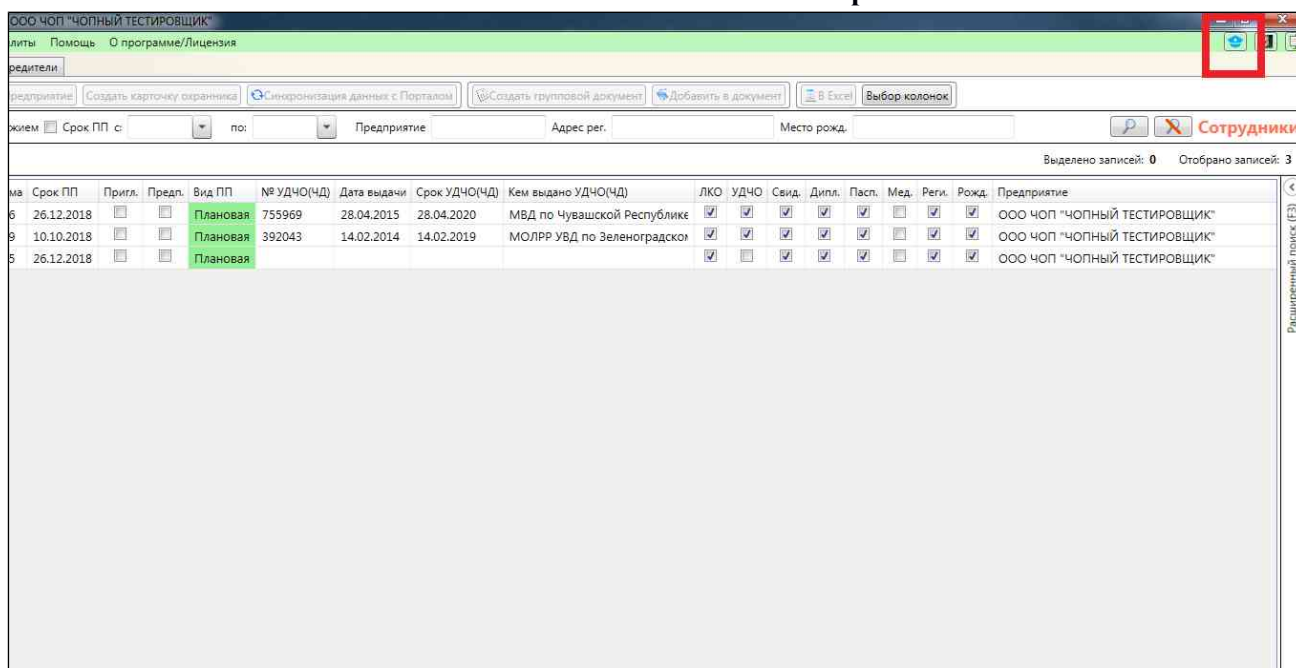 ООО ЧОП "ЧОПНЫЙ ТЕСТИРОВЩИК"
литы Помощь О программе/Лицензия
редители
редприятие Создать карточку охранника Синхронизация данных с Порталом Создать групповой документ Добавить в документ В Excel Выбор колонок
жием Срок ПП с: по: Предприятие Адрес рег. Место рожд. Сотрудники
Выделено записей: 0 Отобрано записей: 3
ма Срок ПП Пригл. Предп. Вид ПП № УДЧО(ЧД) Дата выдачи Срок УДЧО(ЧД) Кем выдано УДЧО(ЧД) ЛКО УДЧО Свид. Дипл. Пасп. Мед. Реги. Рожд. Предприятие
6 26.12.2018 Плановая 755969 28.04.2015 28.04.2020 МВД по Чувашской Республике ООО ЧОП "ЧОПНЫЙ ТЕСТИРОВЩИК"
9 10.10.2018 Плановая 392043 14.02.2014 14.02.2019 МОЛРР УВД по Зеленоградском ООО ЧОП "ЧОПНЫЙ ТЕСТИРОВЩИК"
5 26.12.2018 Плановая ООО ЧОП "ЧОПНЫЙ ТЕСТИРОВЩИК"
Расширенный поиск (F3)